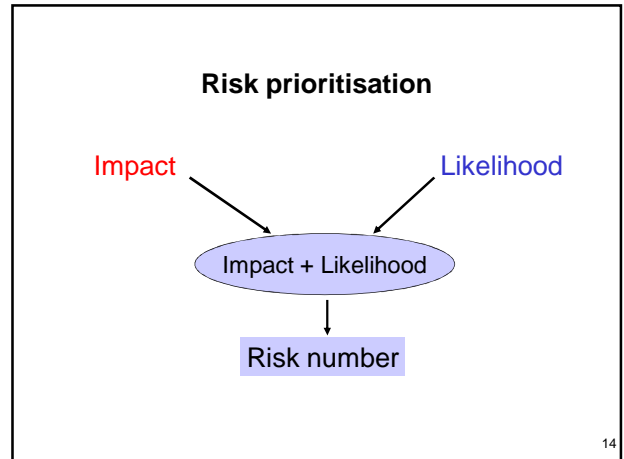 Risk prioritisation
Impact
Likelihood
Impact + Likelihood
Risk number
14